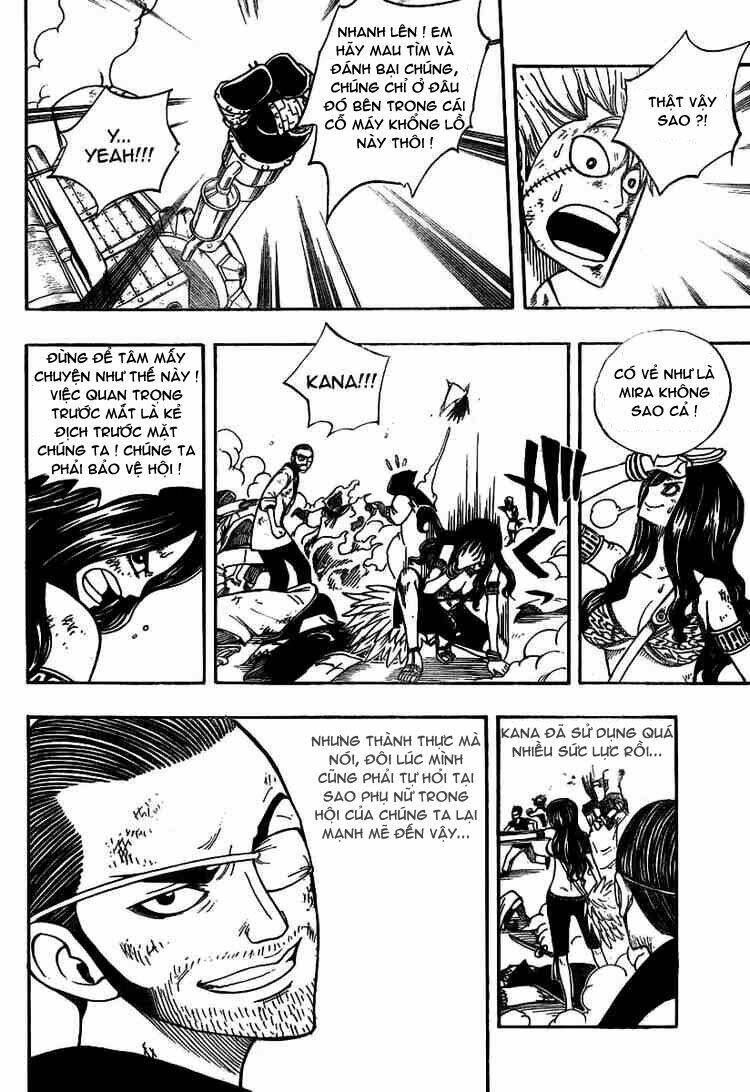 THẬT VẬY
SAO ?!
NHANH LÊN ! EM
HÃY MAU TÌM VÀ
ĐÁNH BẠI CHÚNG,
CHÚNG CHỈ Ở ĐÂU
ĐÓ BÊN TRONG CÁI
CỖ MÁY KHỔNG LỒ
NÀY THÔI !
Y...
YEAH!!!
CÓ VẺ NHƯ LÀ
MIRA KHÔNG
SAO CẢ !
KANA!!!
ĐỪNG ĐỂ TÂM MẤY
CHUYỆN NHƯ THẾ NÀY !
VIỆC QUAN TRỌNG
TRƯỚC MẮT LÀ KẺ
ĐỊCH TRƯỚC MẶT
CHÚNG TA ! CHÚNG TA
PHẢI BẢO VỆ HỘI !
KANA ĐÃ SỬ DỤNG QUÁ
NHIỀU SỨC LỰC RỒI...
NHƯNG THÀNH THỰC MÀ
NÓI, ĐÔI LÚC MÌNH
CŨNG PHẢI TỰ HỎI TẠI
SAO PHỤ NỮ TRONG
HỘI CỦA CHÚNG TA LẠI
MẠNH MẼ ĐẾN VẬY...